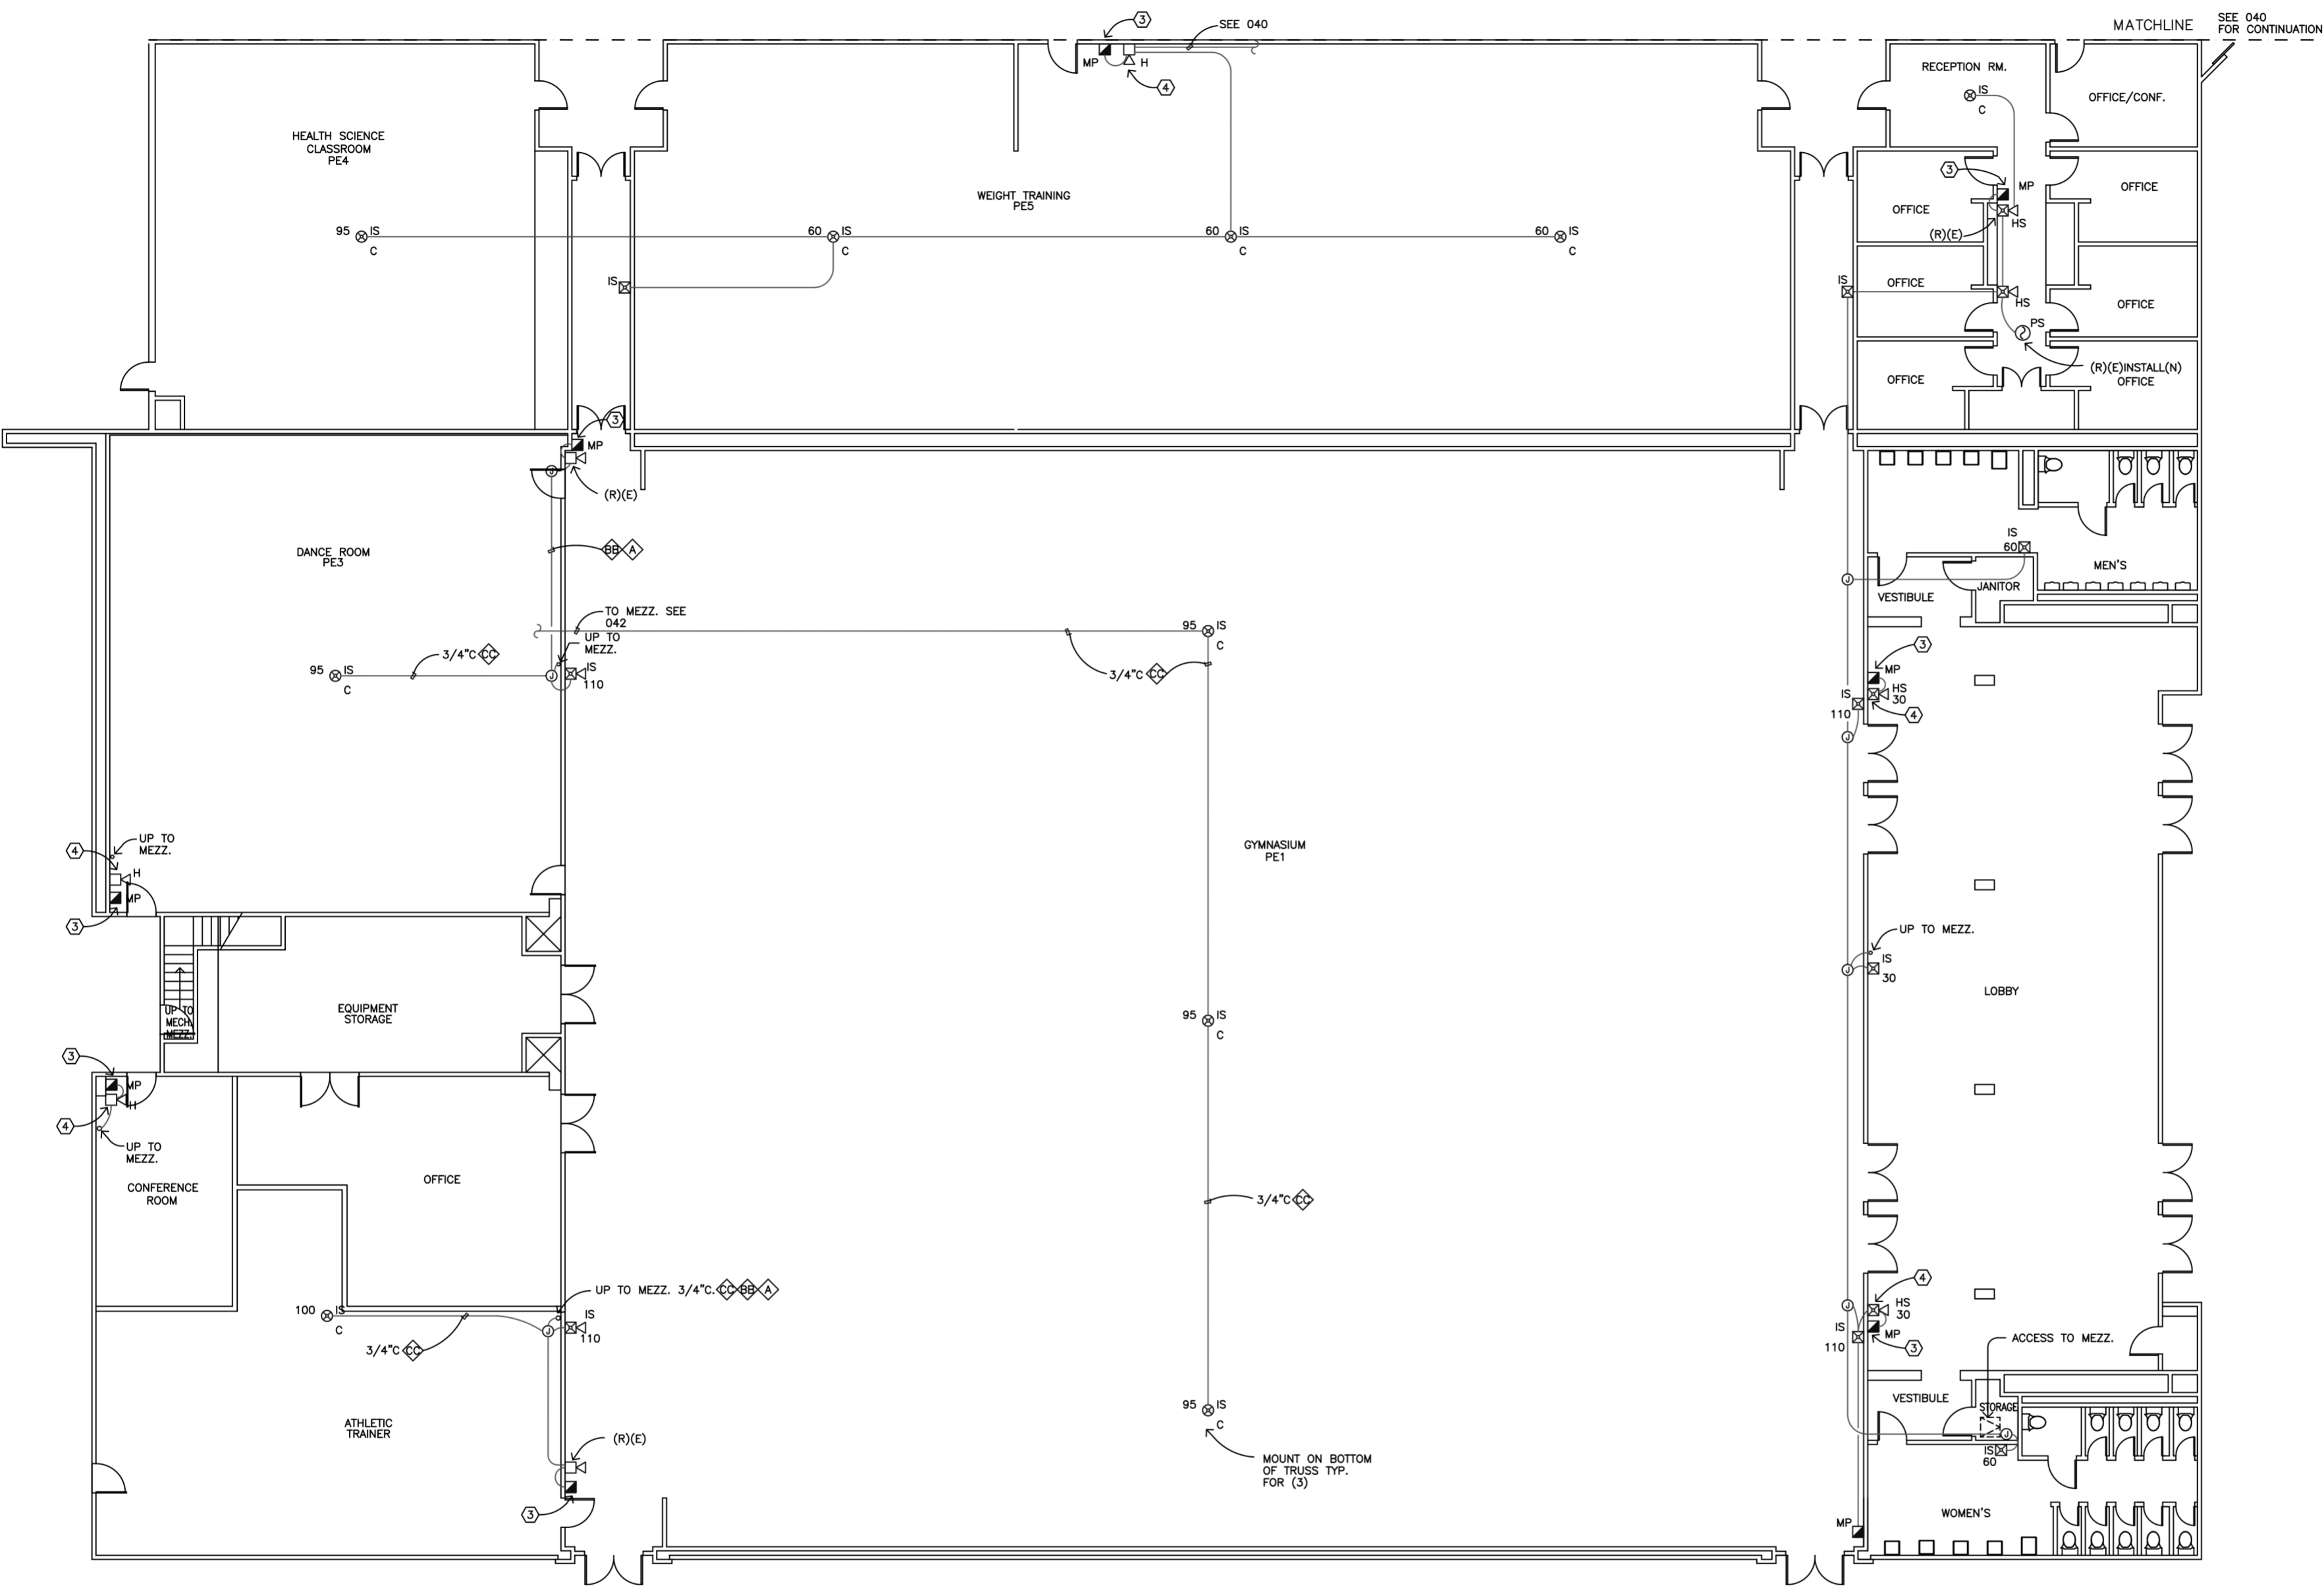 MATCHLINE
SEE 040
FOR CONTINUATION
3
SEE 040
MP
H
4
RECEPTION RM.
IS
C
OFFICE/CONF.
HEALTH SCIENCE
CLASSROOM
PE4
WEIGHT TRAINING
PE5
3
MP
HS
(R)(E)
OFFICE
OFFICE
95
IS
C
60
IS
C
60
IS
C
60
IS
C
IS
IS
OFFICE
HS
OFFICE
PS
(R)(E)INSTALL(N)
OFFICE
OFFICE
3
MP
J
(R)(E)
BB
A
DANCE ROOM
PE3
IS
60
MEN'S
J
JANITOR
VESTIBULE
TO MEZZ. SEE
042
UP TO
MEZZ.
3/4"C
CC
95
IS
C
J
IS
110
95
IS
C
3/4"C
CC
3
MP
HS
30
IS
110
4
J
UP TO
MEZZ.
4
H
MP
3
GYMNASIUM
PE1
UP TO MEZZ.
IS
30
J
LOBBY
EQUIPMENT
STORAGE
UP TO
MECH.
MEZZ.
95
IS
C
3
MP
H
4
UP TO
MEZZ.
CONFERENCE
ROOM
OFFICE
3/4"C
CC
UP TO MEZZ. 3/4"C.
CC
BB
A
100
IS
C
J
IS
110
3/4"C
CC
4
J
HS
30
IS
110
MP
3
ACCESS TO MEZZ.
ATHLETIC
TRAINER
(R)(E)
3
95
IS
C
MOUNT ON BOTTOM
OF TRUSS TYP.
FOR (3)
VESTIBULE
STORAGE
J
IS
60
WOMEN'S
MP